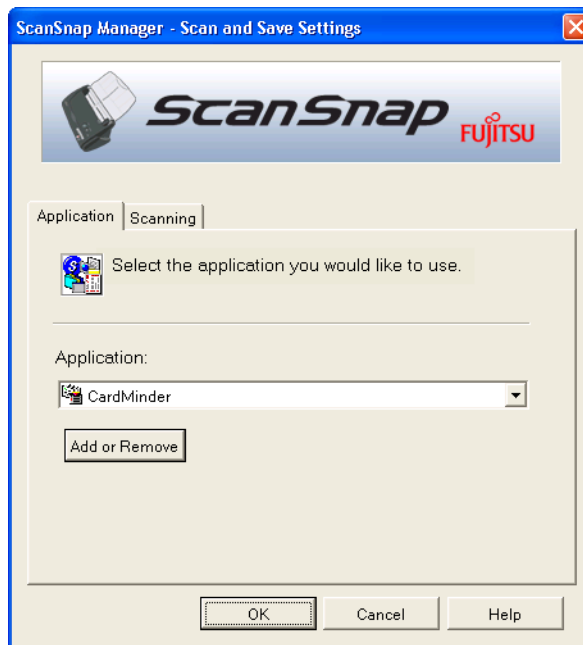 ScanSnap Manager - Scan and Save Settings
ScanSnap
FUJITSU
Application
Scanning
Select the application you would like to use.
Application:
CardMinder
Add or Remove
OK
Cancel
Help